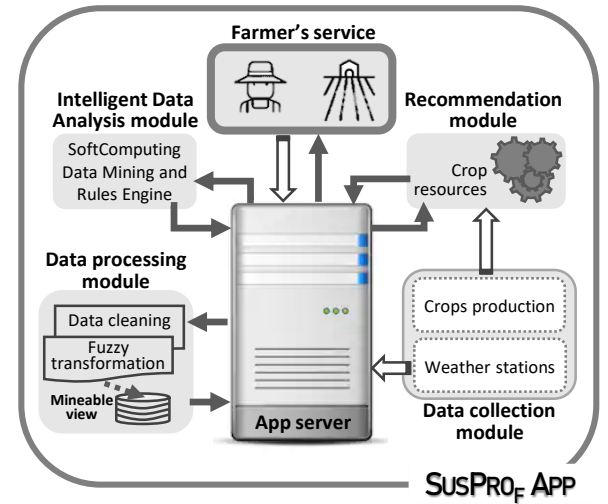 Farmer's service
Intelligent Data
Analysis module
SoftComputing
Data Mining and
Rules Engine
Recommendation
module
Crop
resources
Data processing
module
Data cleaning
Fuzzy
transformation
Mineable
view
Crops production
Weather stations
Data collection
module
App server
SUSPROF APP